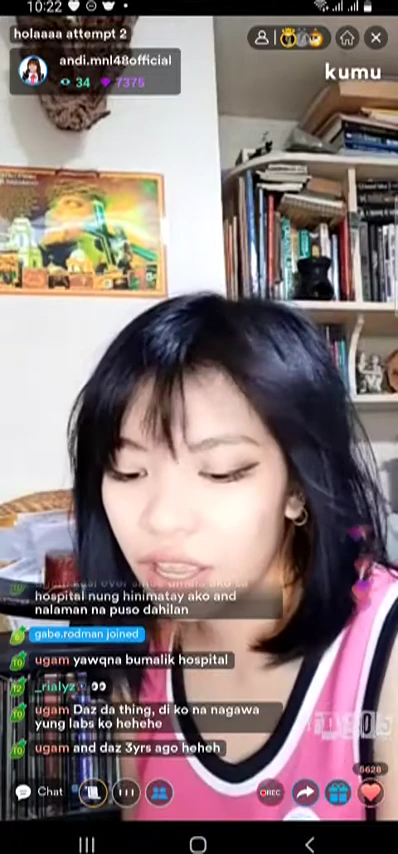 10:22
holaaaa attempt 2
andi.mnl48official
34 7375
kumu
hospital nung hinimatay ako and
nalaman na puso dahilan
gabe.rodman joined
ugam yawqna bumalik hospital
_rialyz
ugam Daz da thing, di ko na nagawa
yung labs ko hehehe
ugam and daz 3yrs ago heheh
5628
Chat
REC